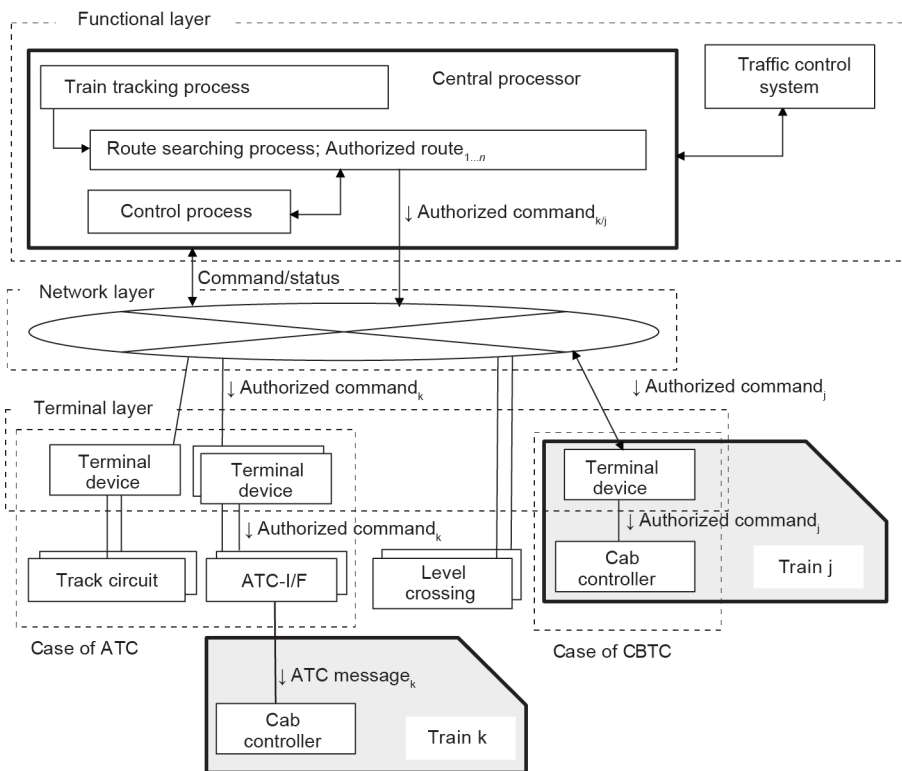 Functional layer
Central processor
Train tracking process
Traffic control
system
Route searching process; Authorized route1...n
Control process
↓ Authorized commandk/j
Command/status
Network layer
↓ Authorized commandk
↓ Authorized commandj
Terminal layer
Terminal
device
Terminal
device
Terminal
device
↓ Authorized commandk
↓ Authorized commandj
Track circuit
ATC-I/F
Level
crossing
Cab
controller
Train j
Case of ATC
Case of CBTC
↓ ATC messagek
Cab
controller
Train k